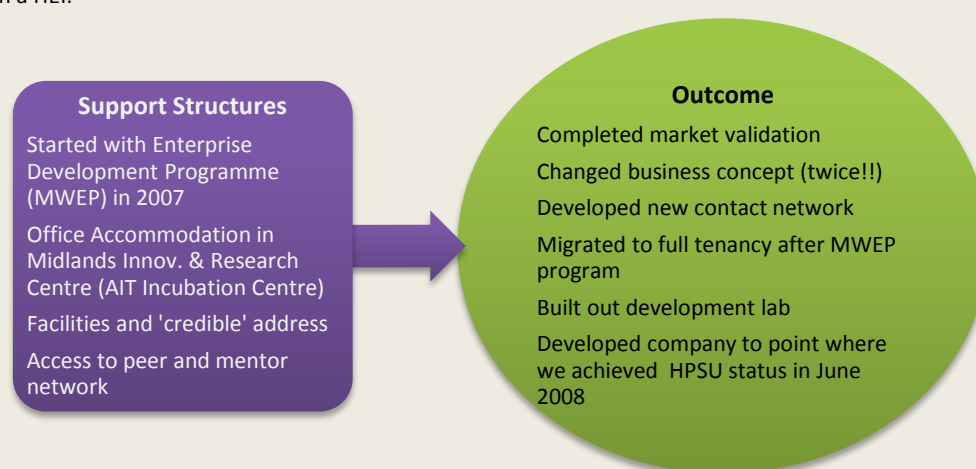 Support Structures
Started with Enterprise
Development Programme
(MWEP) in 2007
Office Accommodation in
Midlands Innov. & Research
Centre (AIT Incubation Centre)
Facilities and 'credible' address
Access to peer and mentor
network
Outcome
Completed market validation
Changed business concept (twice!!)
Developed new contact network
Migrated to full tenancy after MWEP
program
Built out development lab
Developed company to point where
we achieved HPSU status in June
2008